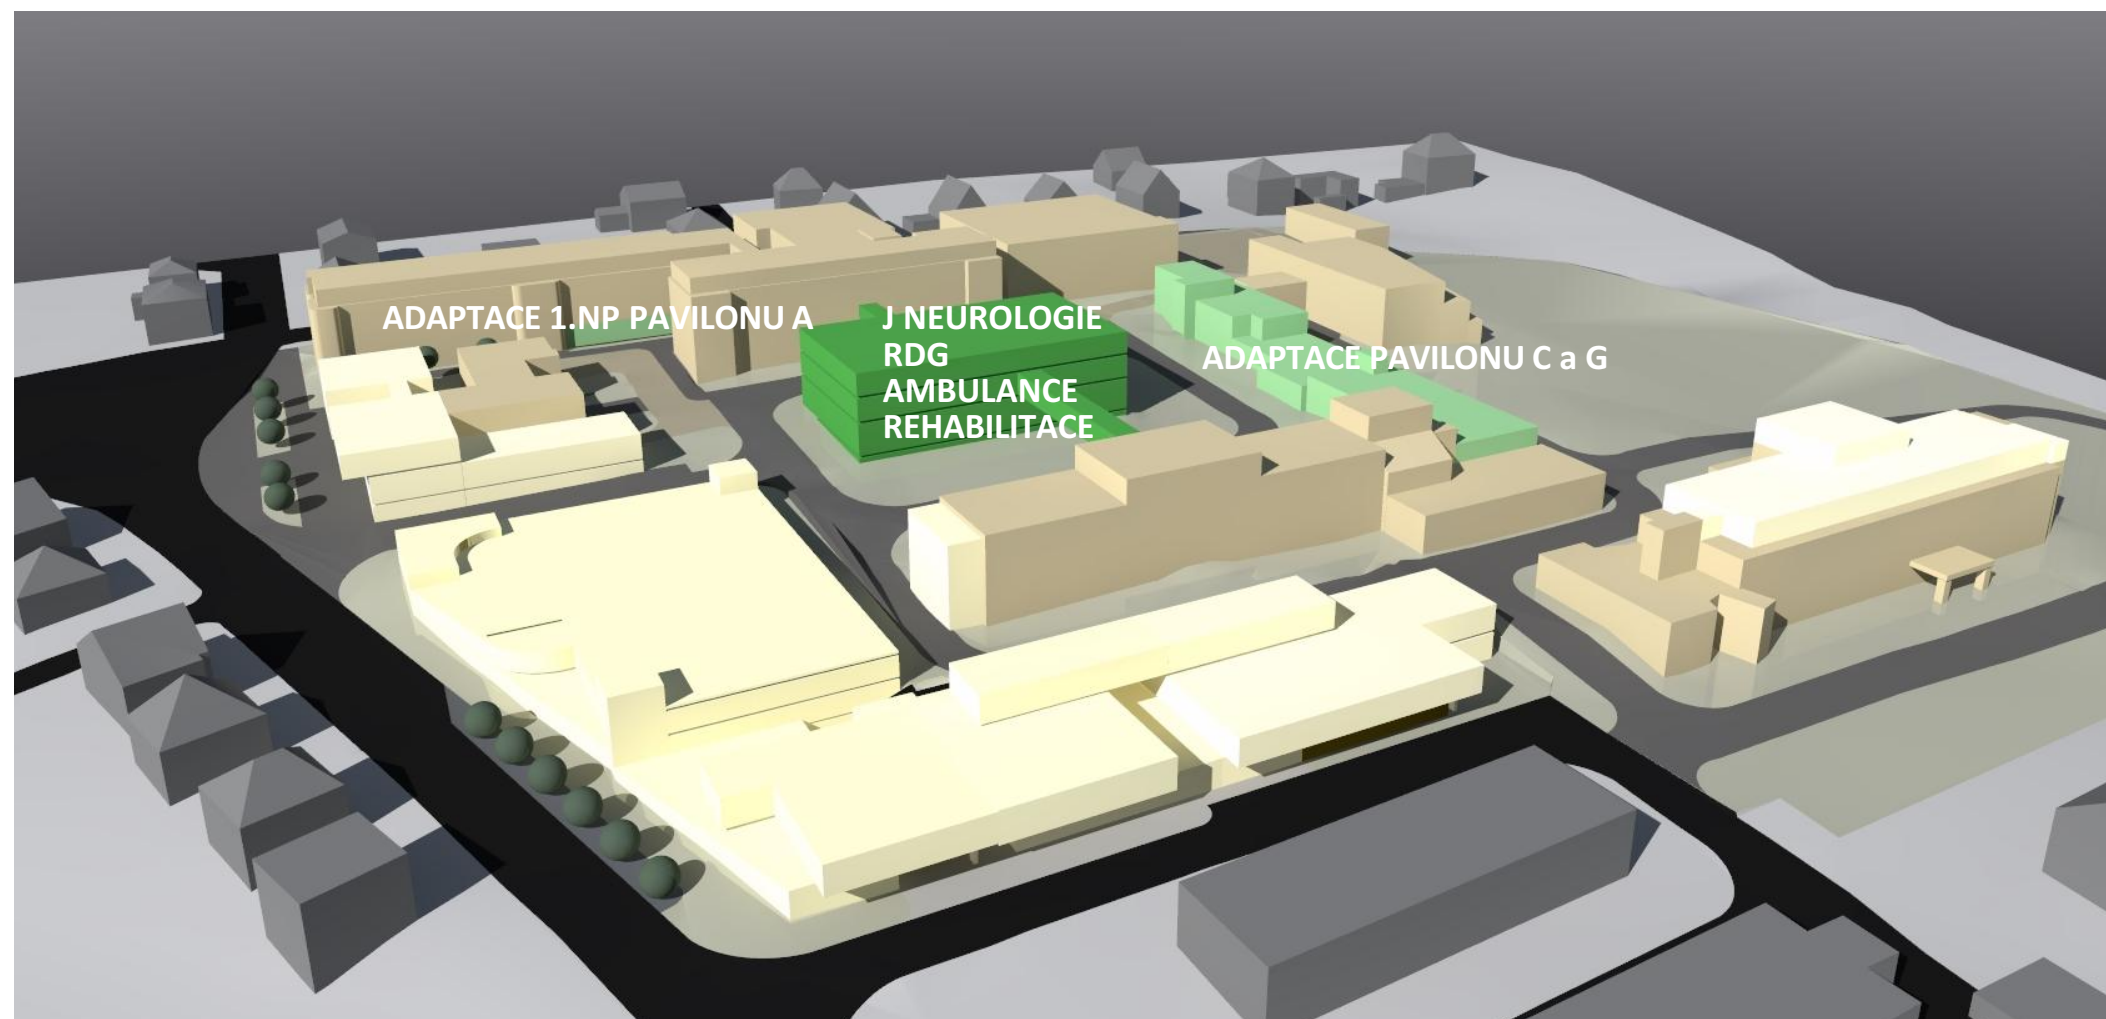 ADAPTACE 1.NP PAVILONU A
J NEUROLOGIE
RDG
AMBULANCE
REHABILITACE
ADAPTACE PAVILONU C a G